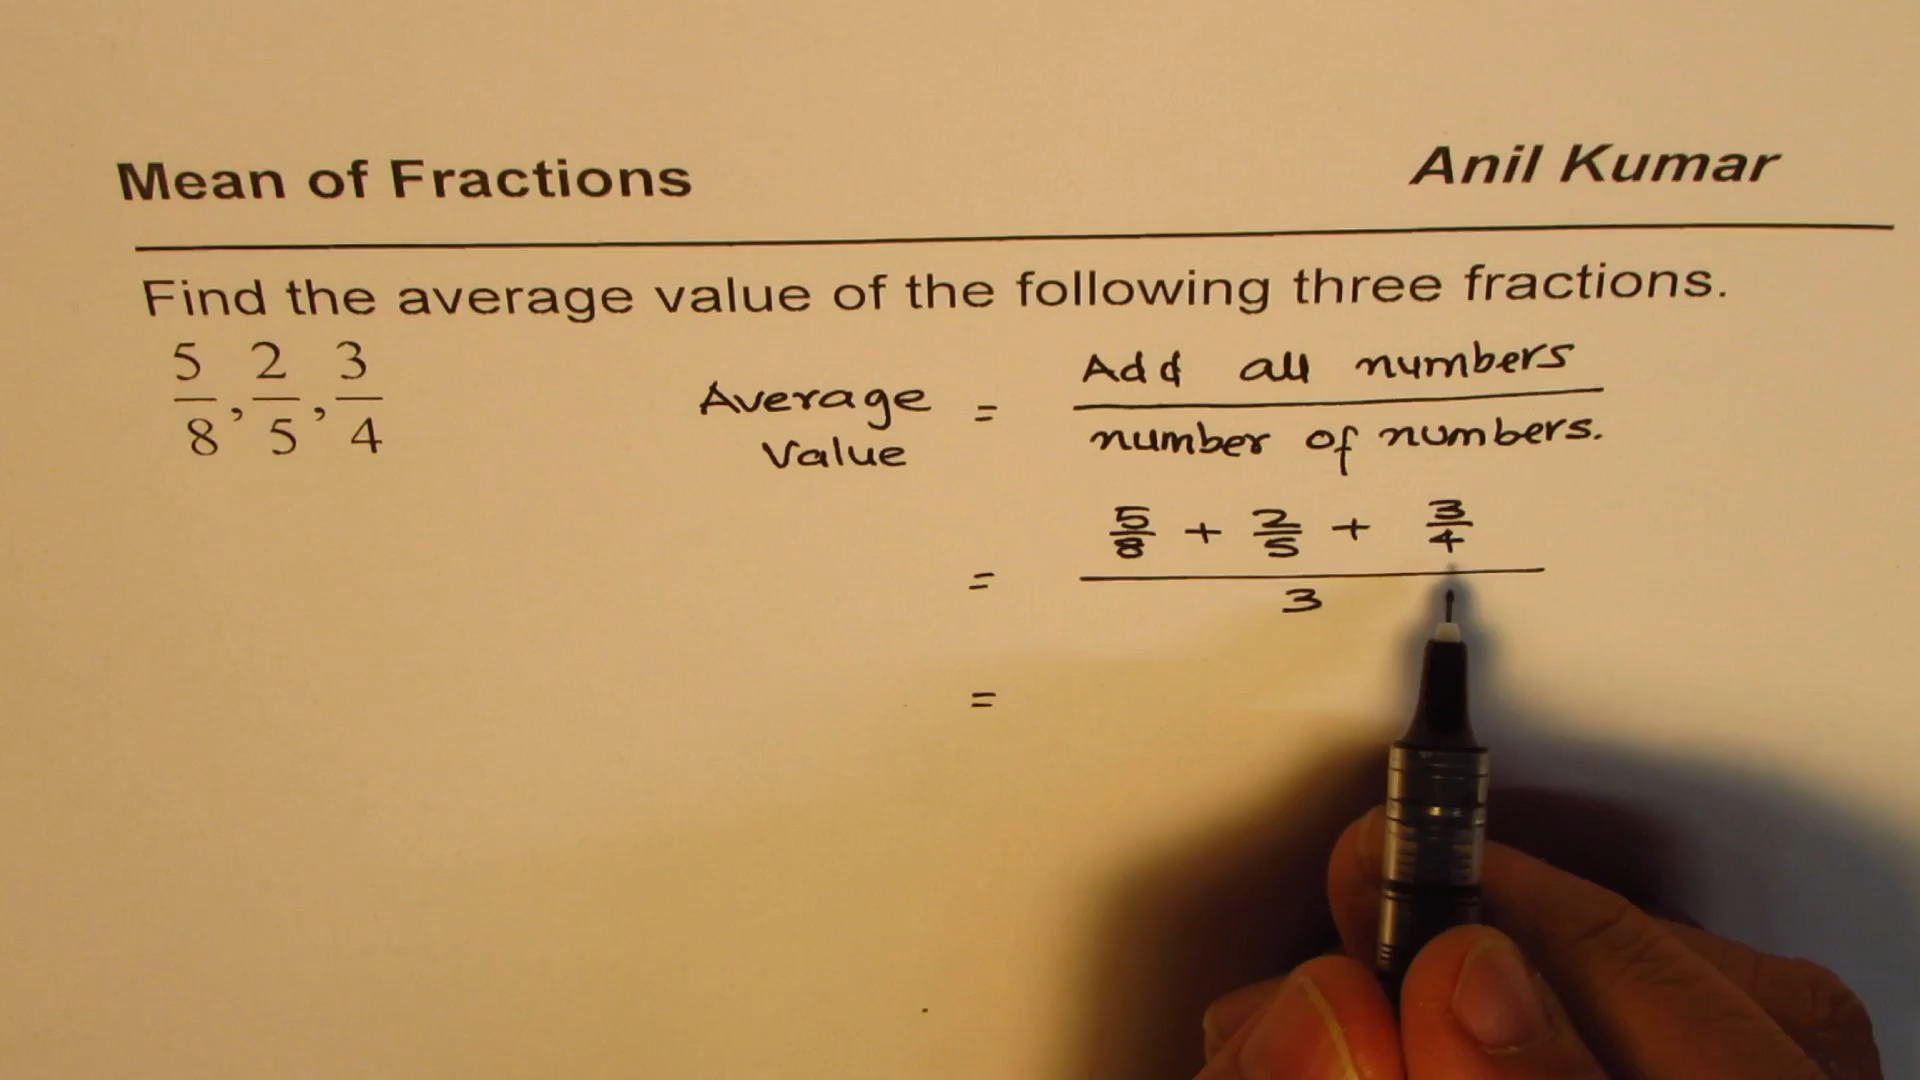 Mean of Fractions Anil Kumar
Find the average value of the following three fractions.
5/8, 2/5, 3/4
Average Value = Add all numbers / number of numbers.
= (5/8 + 2/5 + 3/4) / 3
=